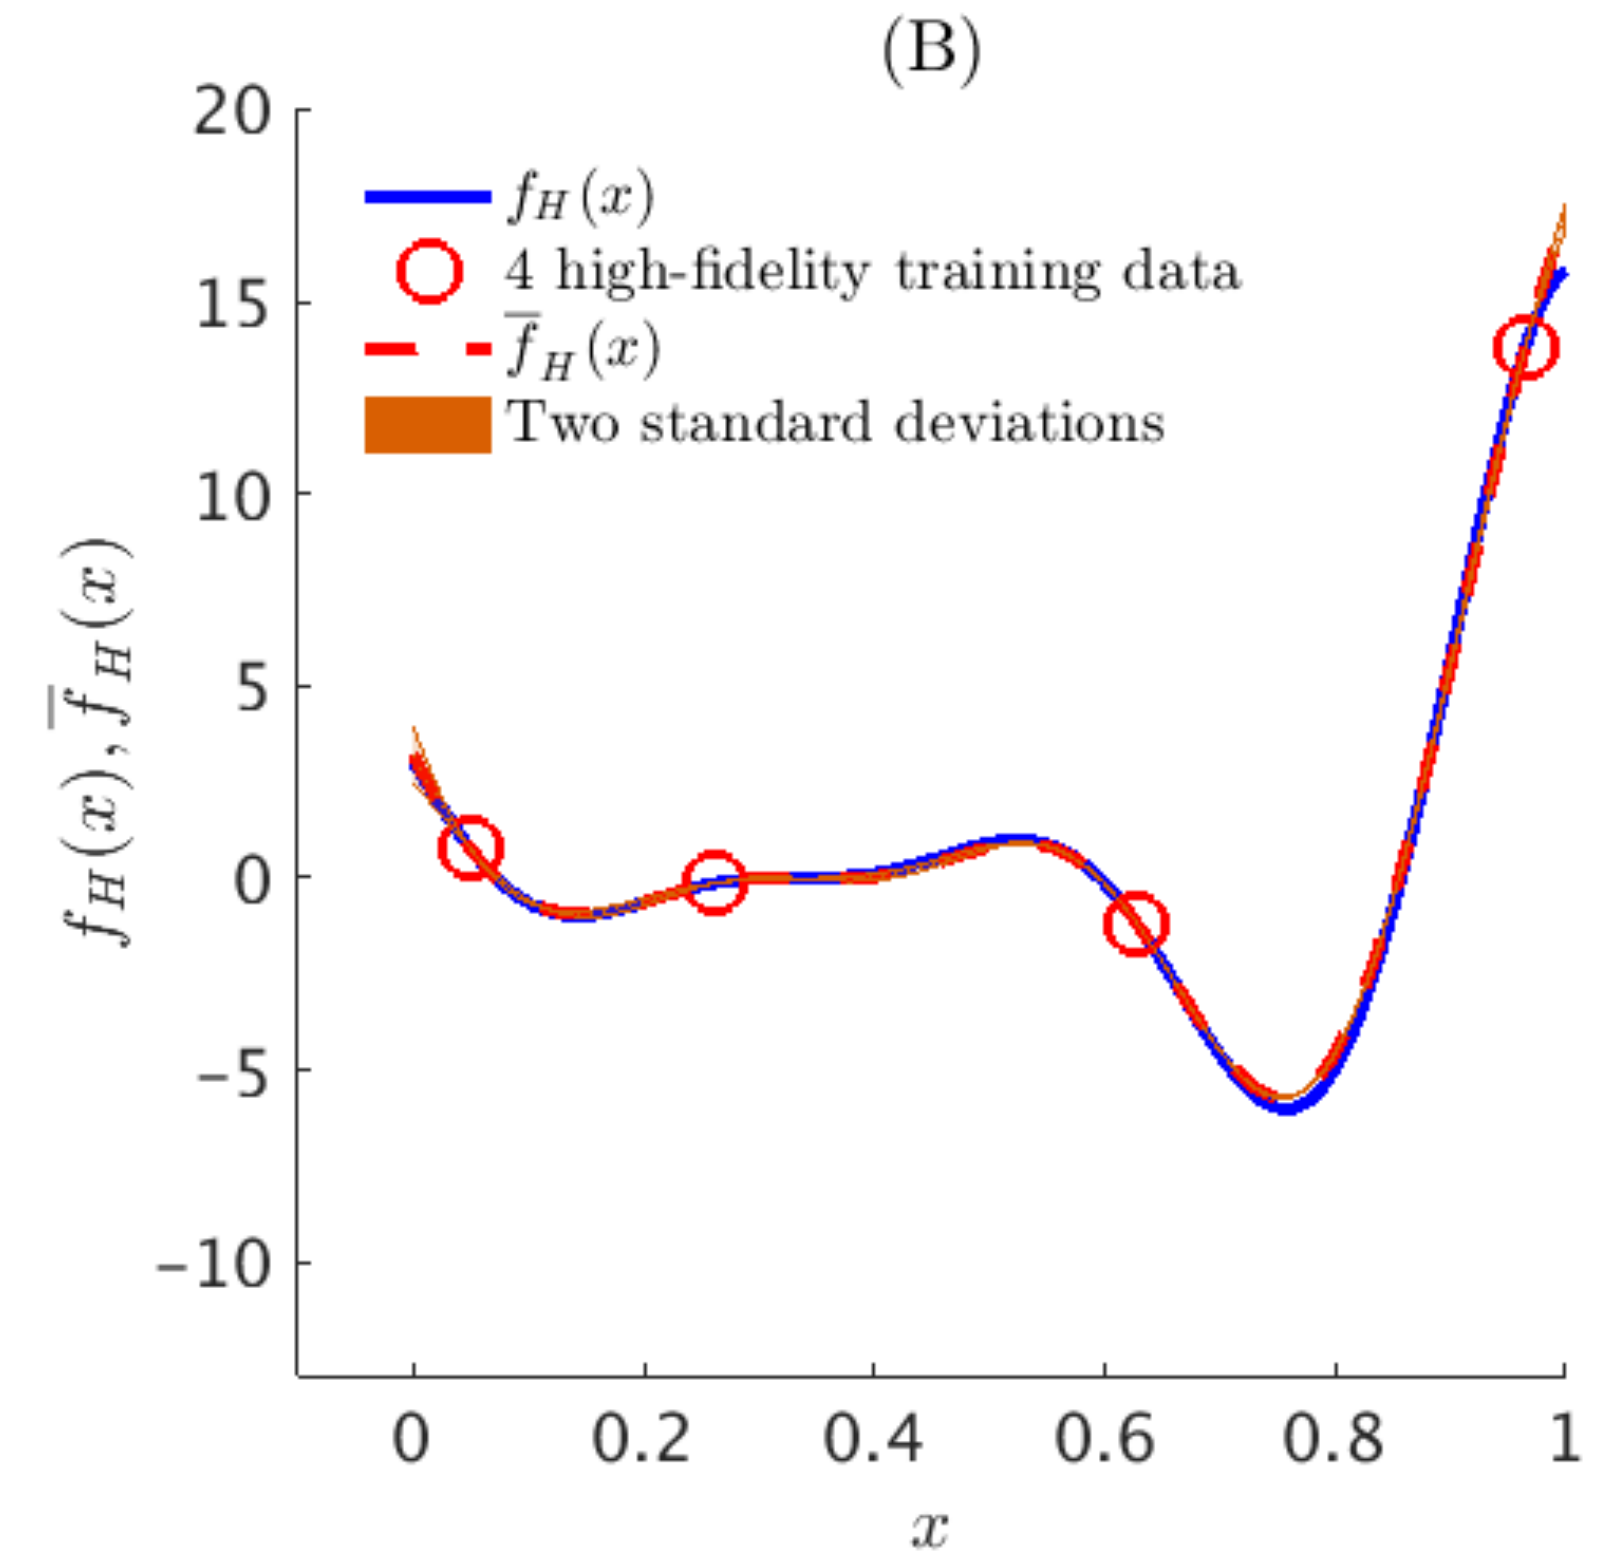 (B)
20
15
10
5
0
−5
−10
f_H(x)
4 high-fidelity training data
f̅_H(x)
Two standard deviations
f_H(x), f̅_H(x)
0 0.2 0.4 0.6 0.8 1
x